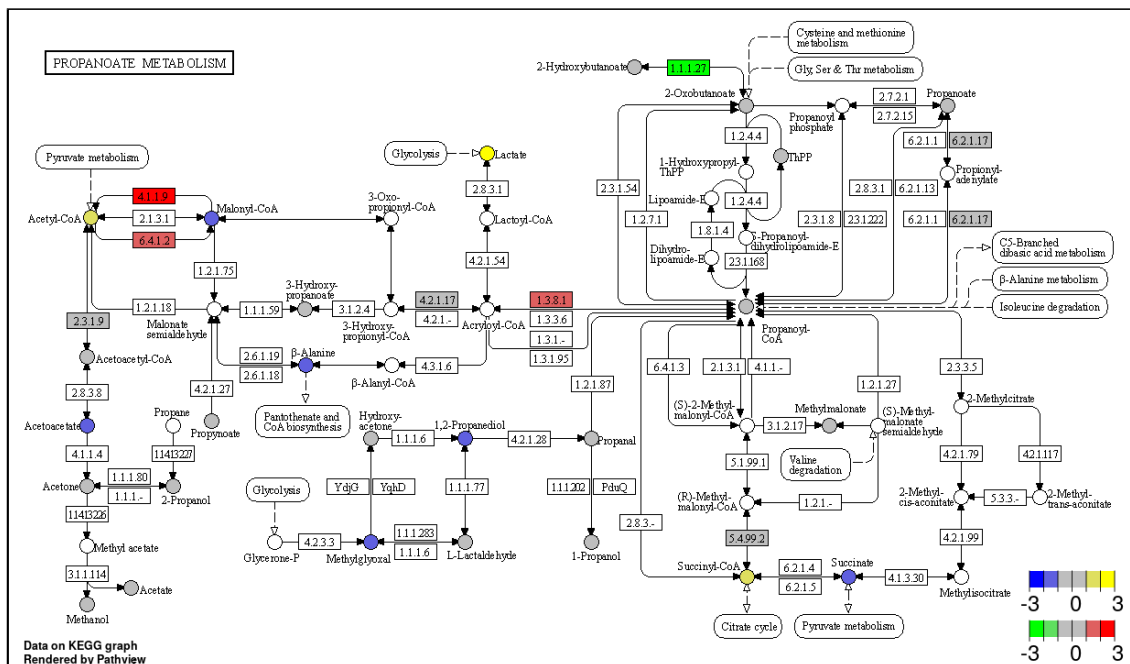 PROPANOATE METABOLISM
Cysteine and methionine
metabolism
Gly, Ser & Thr metabolism
2-Hydroxybutanoate
1.1.1.27
2-Oxobutanoate
Propanoyl
phosphate
2.7.2.1
2.7.2.15
Propanoate
6.2.1.1
6.2.1.17
Propionyl-
adenylate
6.2.1.1
6.2.1.17
1.2.4.4
ThPP
1-Hydroxypropyl-
ThPP
1.2.4.4
Lipoamide-E
1.8.1.4
Dihydro-
lipoamide-E
S-Propanoyl-
dihydrolipoamide-E
2.3.1.168
2.3.1.54
1.2.7.1
2.3.1.8
2.3.1.222
2.8.3.1
6.2.1.13
C5-Branched
dibasic acid metabolism
β-Alanine metabolism
Isoleucine degradation
Propanoyl-
CoA
Pyruvate metabolism
Glycolysis
Lactate
2.8.3.1
Lactoyl-CoA
4.2.1.54
Acetyl-CoA
4.1.1.9
2.1.3.1
6.4.1.2
Malonyl-CoA
3-Oxo-
propionyl-CoA
1.2.1.75
1.2.1.18
Malonate
semialdehyde
1.1.1.59
3-Hydroxy-
propanoate
3.1.2.4
3-Hydroxy-
propionyl-CoA
4.2.1.17
4.2.1.-
Acryloyl-CoA
1.3.8.1
1.3.3.6
1.3.1.-
1.3.1.95
2.3.1.9
Acetoacetyl-CoA
2.8.3.8
Acetoacetate
4.1.1.4
Acetone
Propane
1.14.13.227
1.1.1.80
1.1.1.-
2-Propanol
1.14.13.226
Methyl acetate
3.1.1.114
Acetate
Methanol
2.6.1.19
2.6.1.18
β-Alanine
β-Alanyl-CoA
4.3.1.6
4.2.1.27
Propynoate
Pantothenate and
CoA biosynthesis
Hydroxy-
acetone
1.1.1.6
1,2-Propanediol
4.2.1.28
Propanal
1.2.1.87
YdjG
YqhD
1.1.1.77
1.1.1.202
PduQ
1-Propanol
Glycolysis
Glycerone-P
4.2.3.3
Methylglyoxal
1.1.1.283
1.1.1.6
L-Lactaldehyde
6.4.1.3
2.1.3.1
4.1.1.-
1.2.1.27
2.3.3.5
(S)-2-Methyl-
malonyl-CoA
Methylmalonate
3.1.2.17
(S)-Methyl-
malonate
semialdehyde
Valine
degradation
5.1.99.1
(R)-Methyl-
malonyl-CoA
1.2.1.-
2.8.3.-
5.4.99.2
Succinyl-CoA
6.2.1.4
6.2.1.5
Succinate
4.1.3.30
Methylisocitrate
Citrate cycle
Pyruvate metabolism
2-Methylcitrate
4.2.1.79
4.2.1.117
2-Methyl-
cis-aconitate
5.3.3.-
2-Methyl-
trans-aconitate
4.2.1.99
-3 0 3
-3 0 3
Data on KEGG graph
Rendered by Pathview